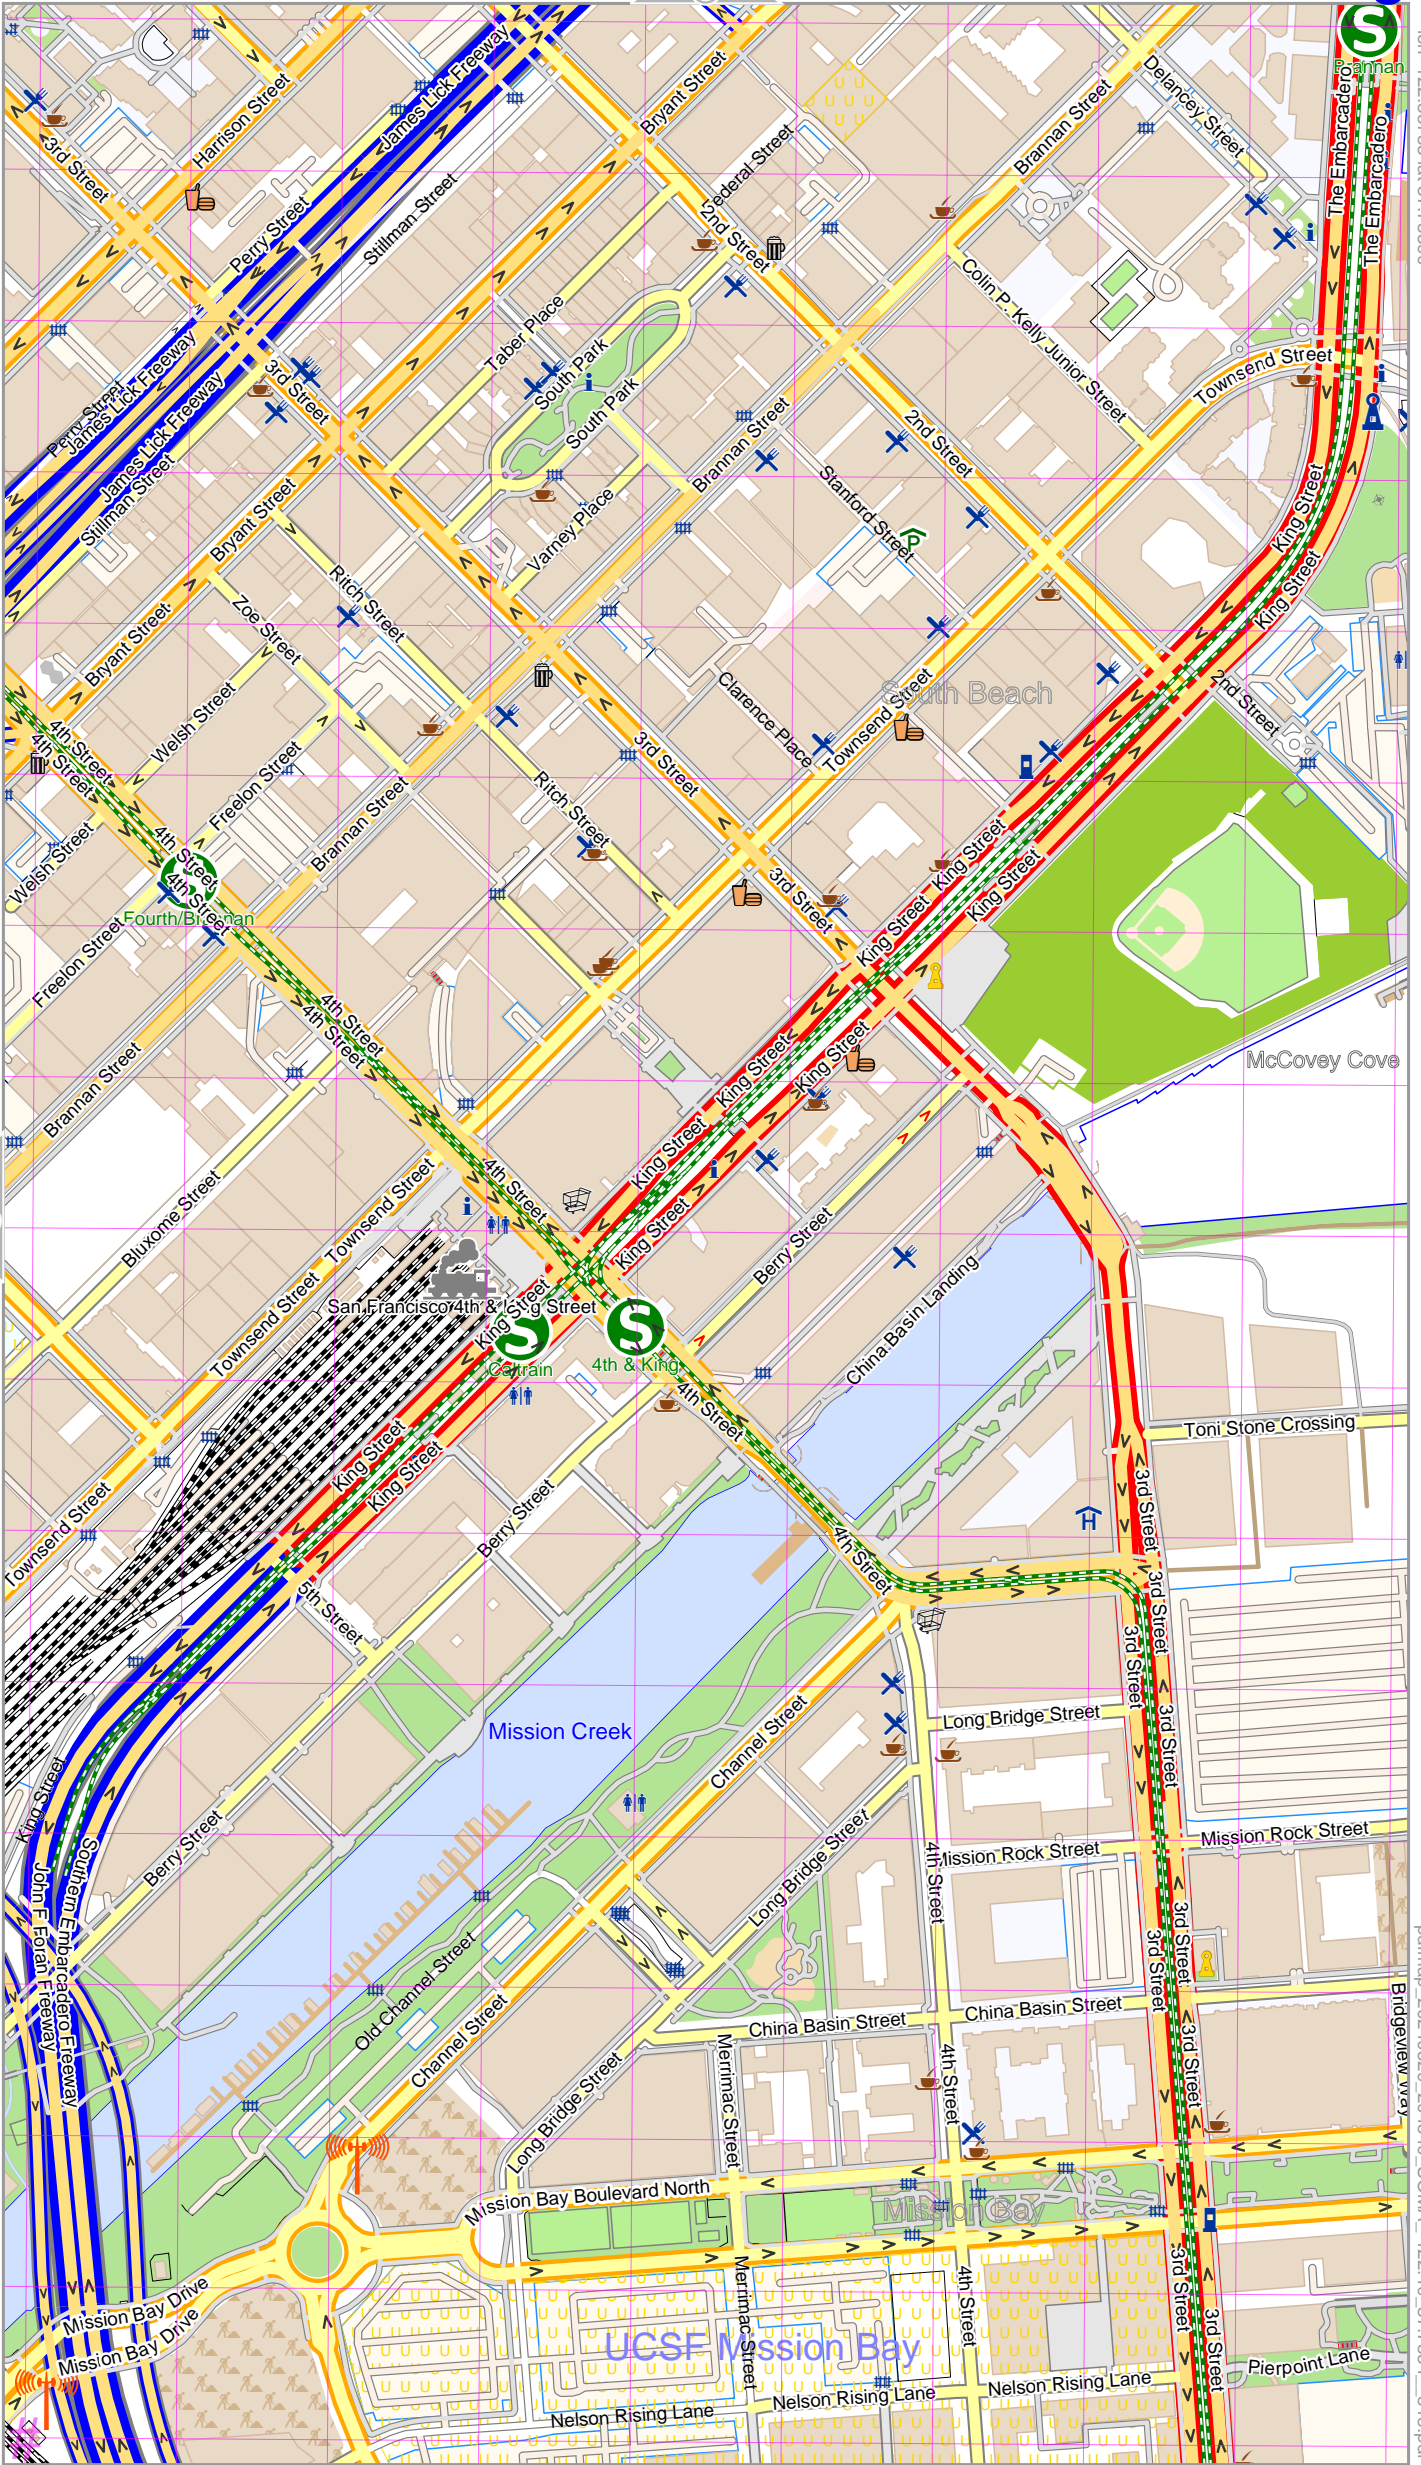 Harrison Street
James Lick Freeway
Bryant Street
Delancey Street
Brannan
The Embarcadero
The Embarcadero
3rd Street
Brannan Street
Federal Street
Perry Street
Stillman Street
2nd Street
Colin P. Kelly Junior Street
Taber Place
South Park
South Park
Townsend Street
Perry Street
James Lick Freeway
James Lick Freeway
Stillman Street
3rd Street
Brannan Street
2nd Street
Bryant Street
Varney Place
Stanford Street
King Street
King Street
Ritch Street
Zoe Street
Bryant Street
Welsh Street
Clarence Place
South Beach
Townsend Street
2nd Street
4th Street
4th Street
Freelon Street
3rd Street
Ritch Street
Brannan Street
Welsh Street
4th Street
4th Street
Fourth/Brannan
Freelon Street
3rd Street
King Street
King Street
King Street
4th Street
4th Street
McCovey Cove
Brannan Street
King Street
King Street
King Street
King Street
4th Street
Bluxome Street
Townsend Street
Townsend Street
Berry Street
China Basin Landing
San Francisco 4th & King Street
King Street
Caltrain
4th & King
4th Street
Toni Stone Crossing
King Street
King Street
Townsend Street
Berry Street
3rd Street
4th Street
5th Street
3rd Street
3rd Street
Mission Creek
Long Bridge Street
Channel Street
3rd Street
King Street
Berry Street
Long Bridge Street
4th Street
Mission Rock Street
Mission Rock Street
Southern Embarcadero Freeway
John F Foran Freeway
Old Channel Street
3rd Street
3rd Street
Channel Street
China Basin Street
China Basin Street
Bridgeview Way
Long Bridge Street
Merrimac Street
4th Street
3rd Street
Mission Bay Boulevard North
Mission Bay
Mission Bay Drive
Mission Bay Drive
Merrimac Street
4th Street
3rd Street
3rd Street
UCSF Mission Bay
Pierpoint Lane
Nelson Rising Lane
Nelson Rising Lane
Nelson Rising Lane